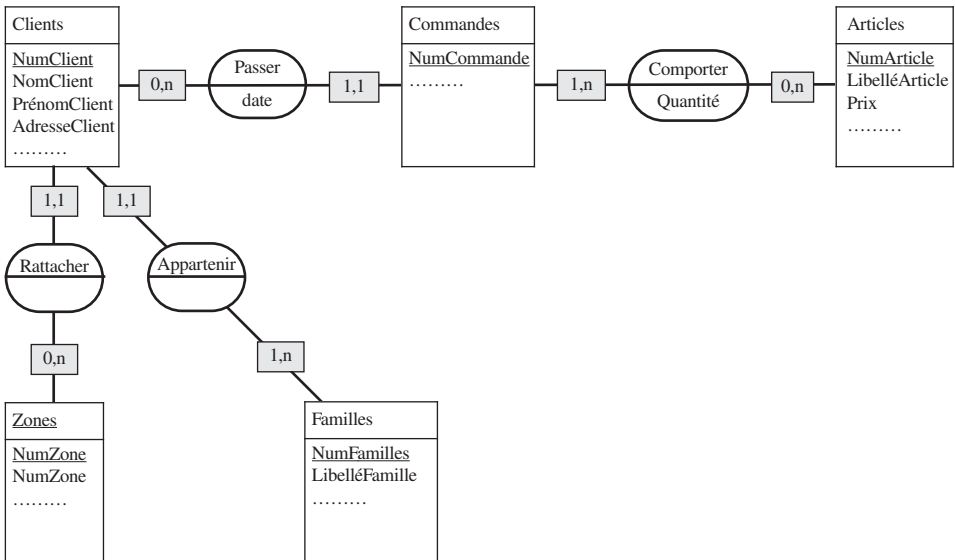 Clients
NumClient
NomClient
PrénomClient
AdresseClient
………
0,n
Passer
date
1,1
Commandes
NumCommande
………
1,n
Comporter
Quantité
0,n
Articles
NumArticle
LibelléArticle
Prix
………
1,1
Rattacher
0,n
1,1
Appartenir
1,n
Zones
NumZone
NumZone
………
Familles
NumFamilles
LibelléFamille
………